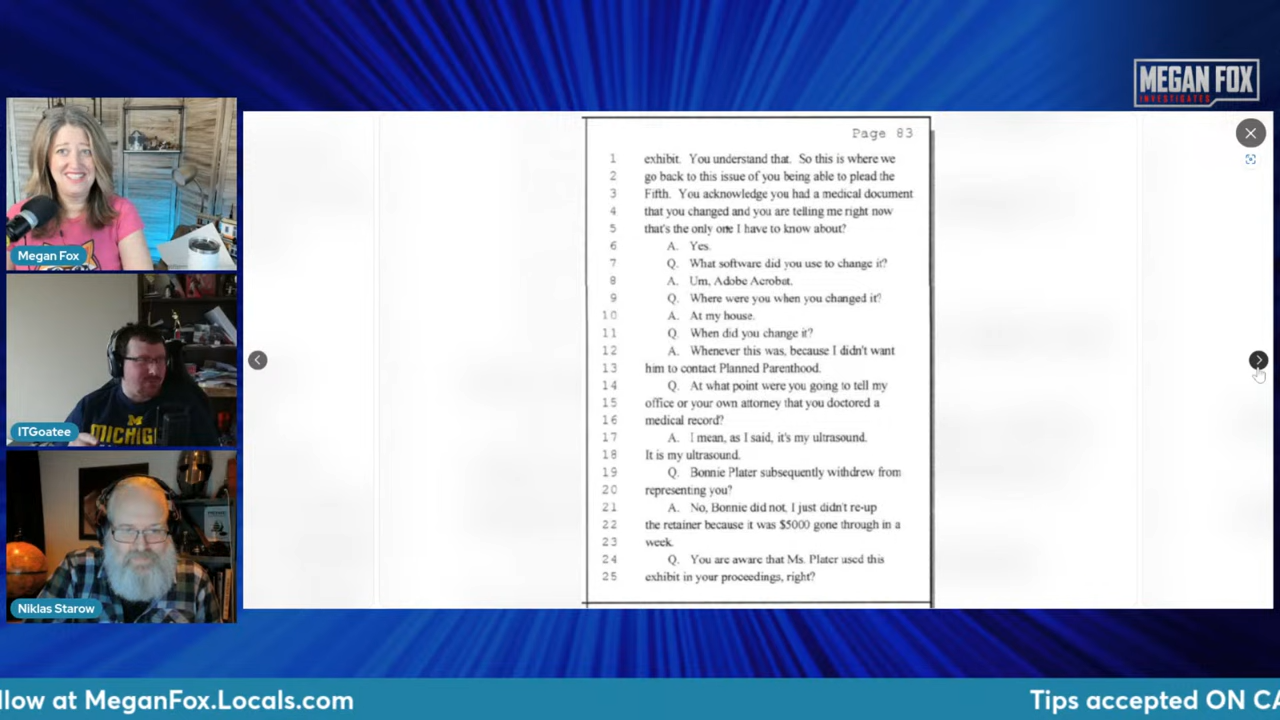 MEGAN FOX
INVESTIGATES
Megan Fox
MICHIG
ITGoatee
Niklas Starow
Page 83
1 exhibit. You understand that. So this is where we
2 go back to this issue of you being able to plead the
3 Fifth. You acknowledge you had a medical document
4 that you changed and you are telling me right now
5 that's the only one I have to know about?
6 A. Yes.
7 Q. What software did you use to change it?
8 A. Um, Adobe Acrobat.
9 Q. Where were you when you changed it?
10 A. At my house.
11 Q. When did you change it?
12 A. Whenever this was, because I didn't want
13 him to contact Planned Parenthood.
14 Q. At what point were you going to tell my
15 office or your own attorney that you doctored a
16 medical record?
17 A. I mean, as I said, it's my ultrasound.
18 It is my ultrasound.
19 Q. Bonnie Plater subsequently withdrew from
20 representing you?
21 A. No, Bonnie did not, I just didn't re-up
22 the retainer because it was $5000 gone through in a
23 week.
24 Q. You are aware that Ms. Plater used this
25 exhibit in your proceedings, right?
llow at MeganFox.Locals.com
Tips accepted ON CA